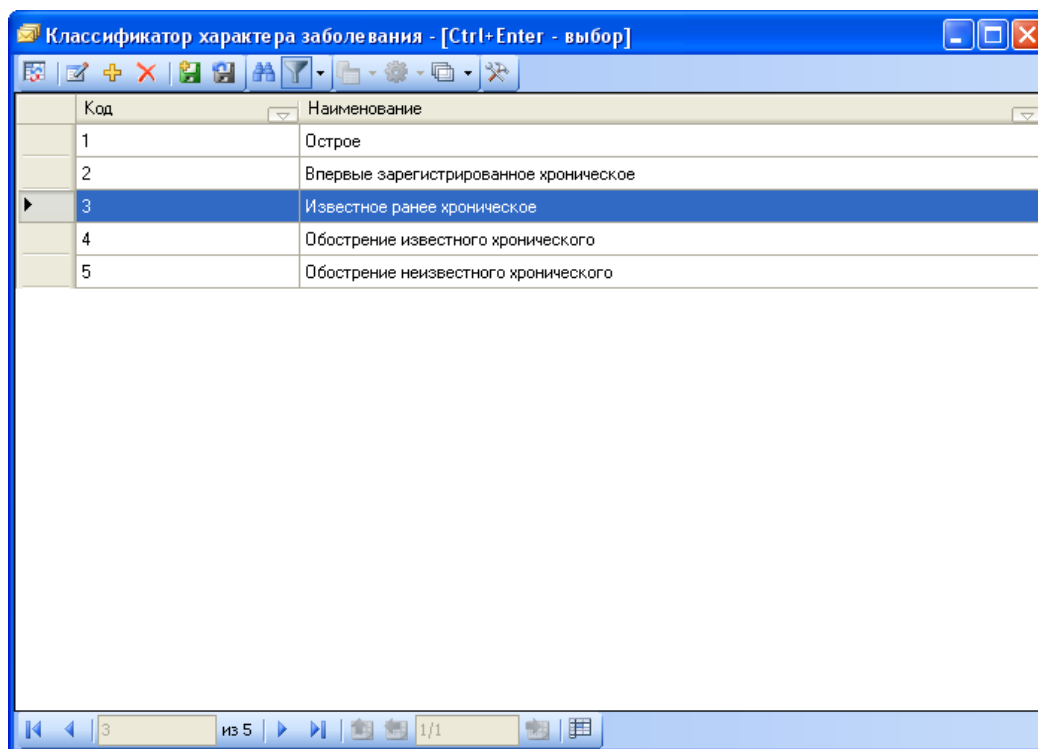 Классификатор характера заболевания - [Ctrl+Enter - выбор]
Код Наименование
1 Острое
2 Впервые зарегистрированное хроническое
3 Известное ранее хроническое
4 Обострение известного хронического
5 Обострение неизвестного хронического
3 из 5 1/1